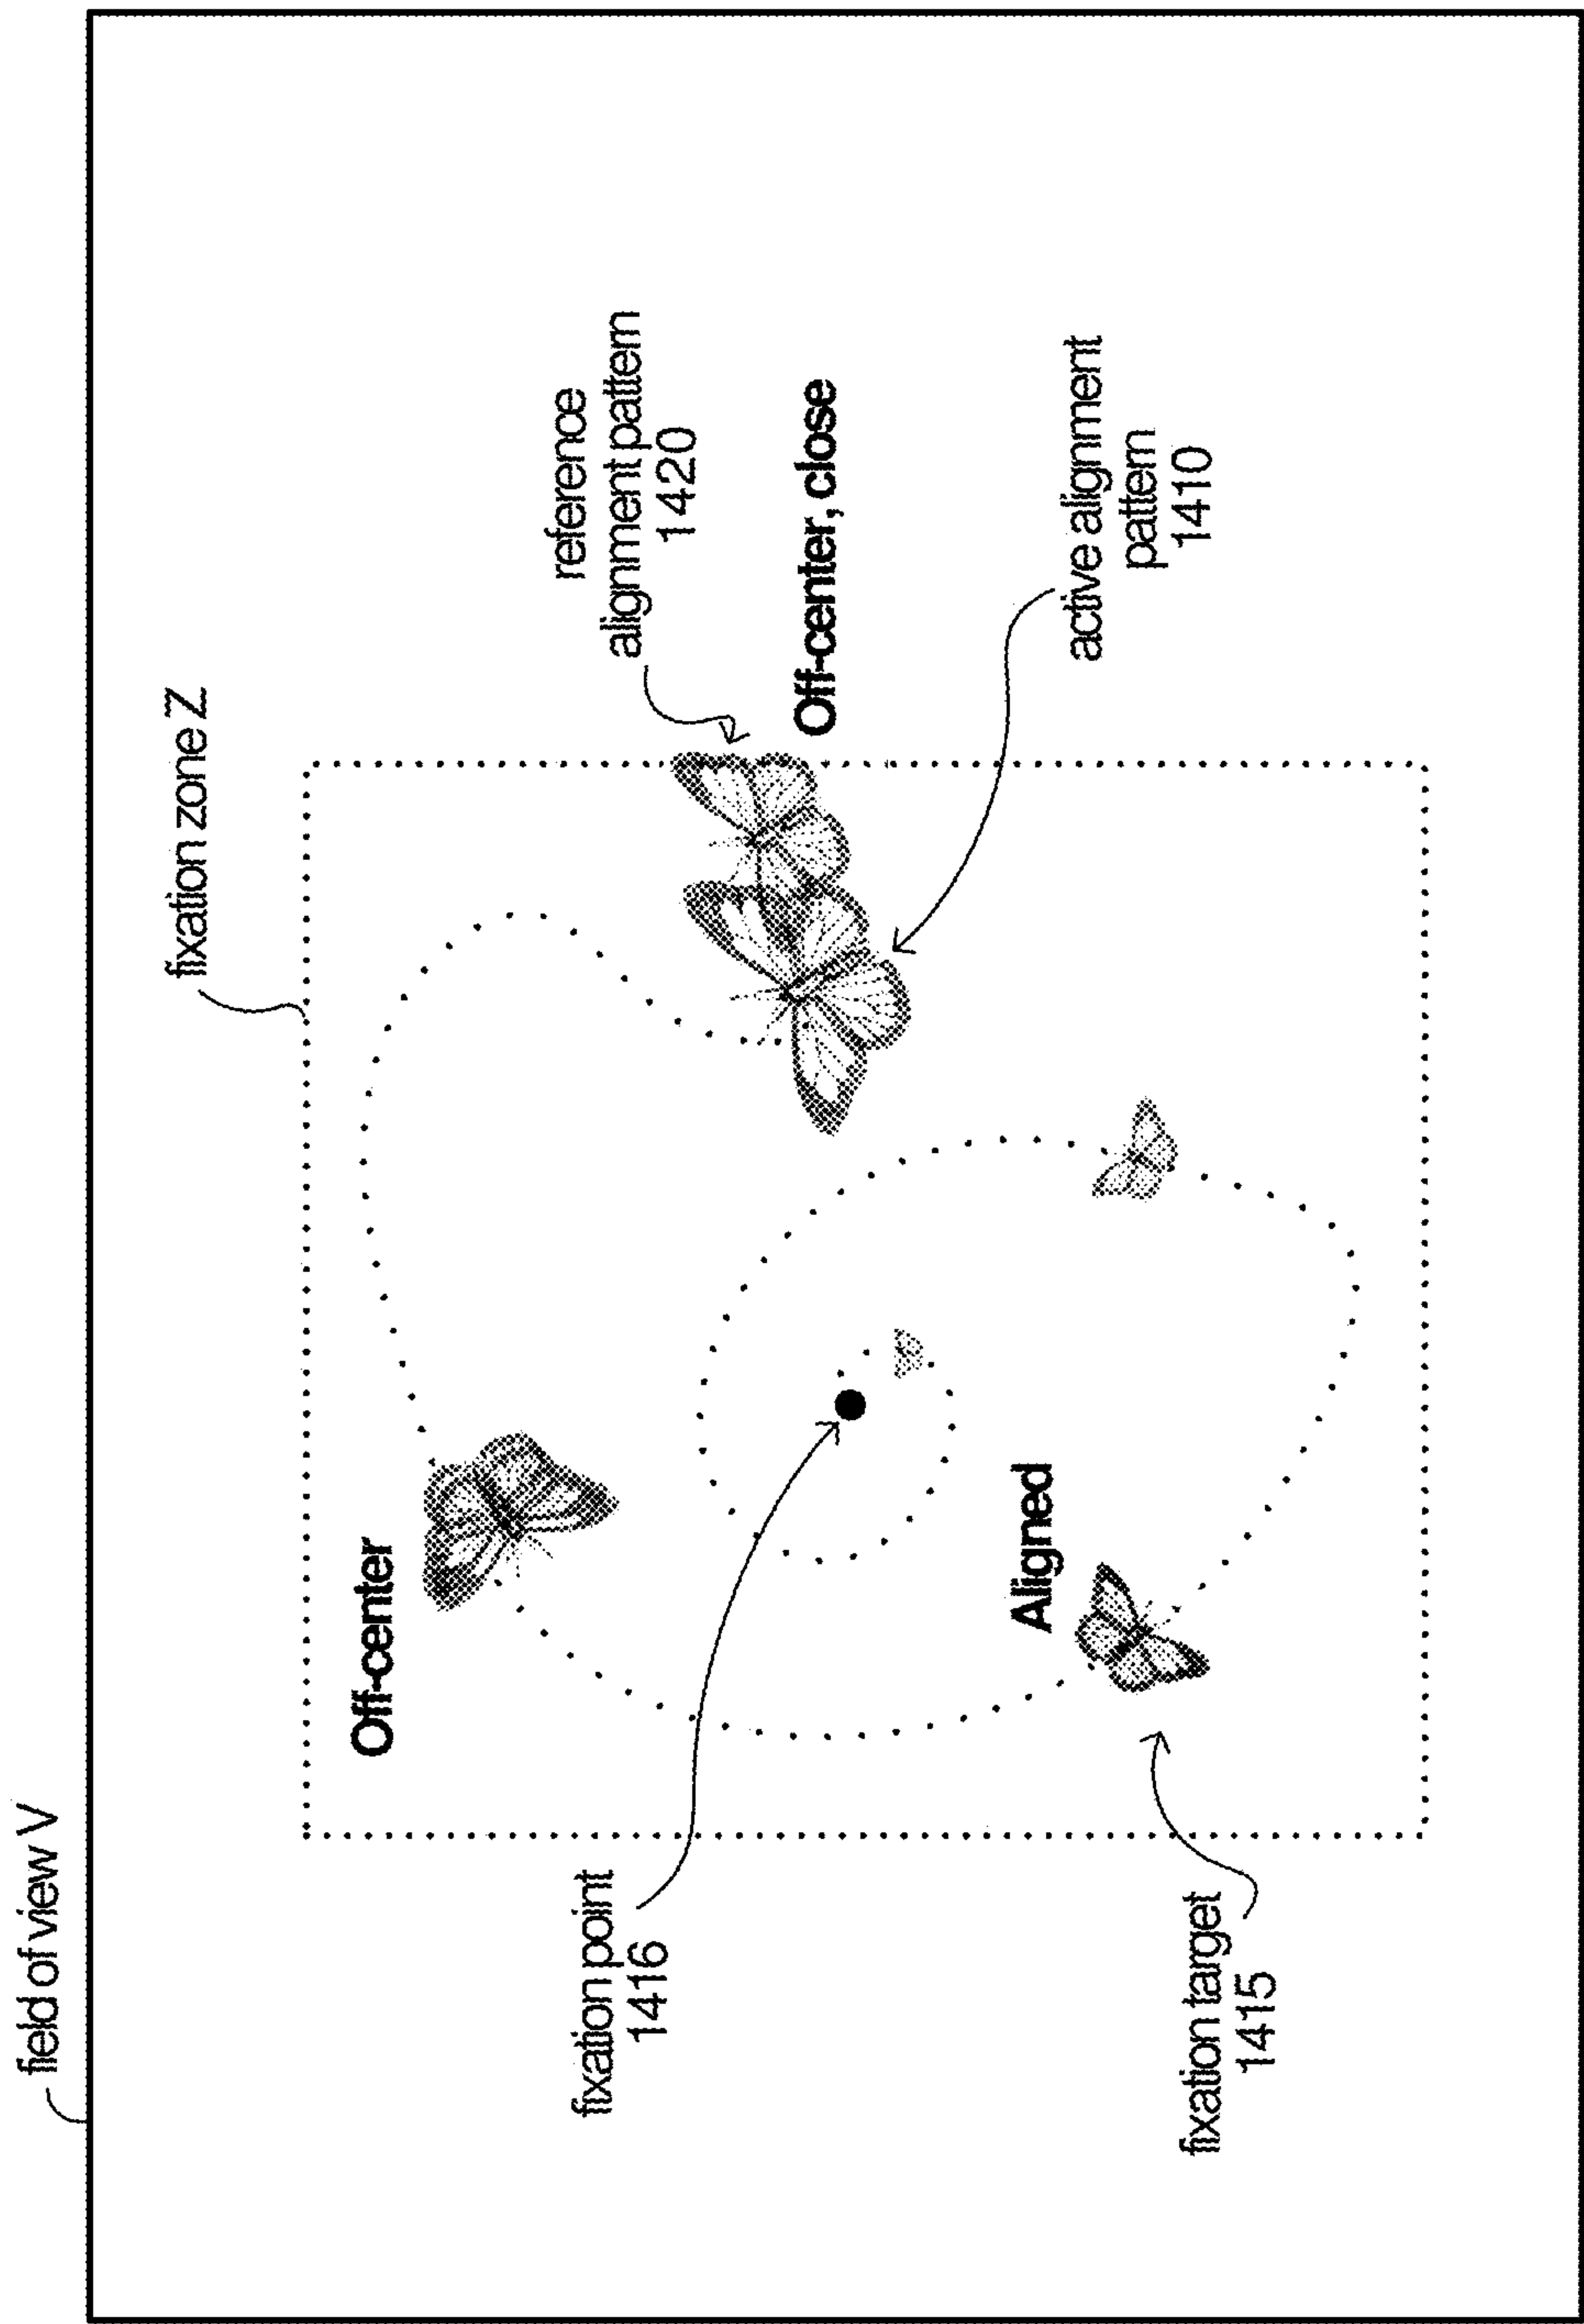 field of view V
fixation zone Z
Off-center
reference
alignment pattern
1420
fixation point
1416
Off-center, close
Aligned
active alignment
pattern
1410
fixation target
1415